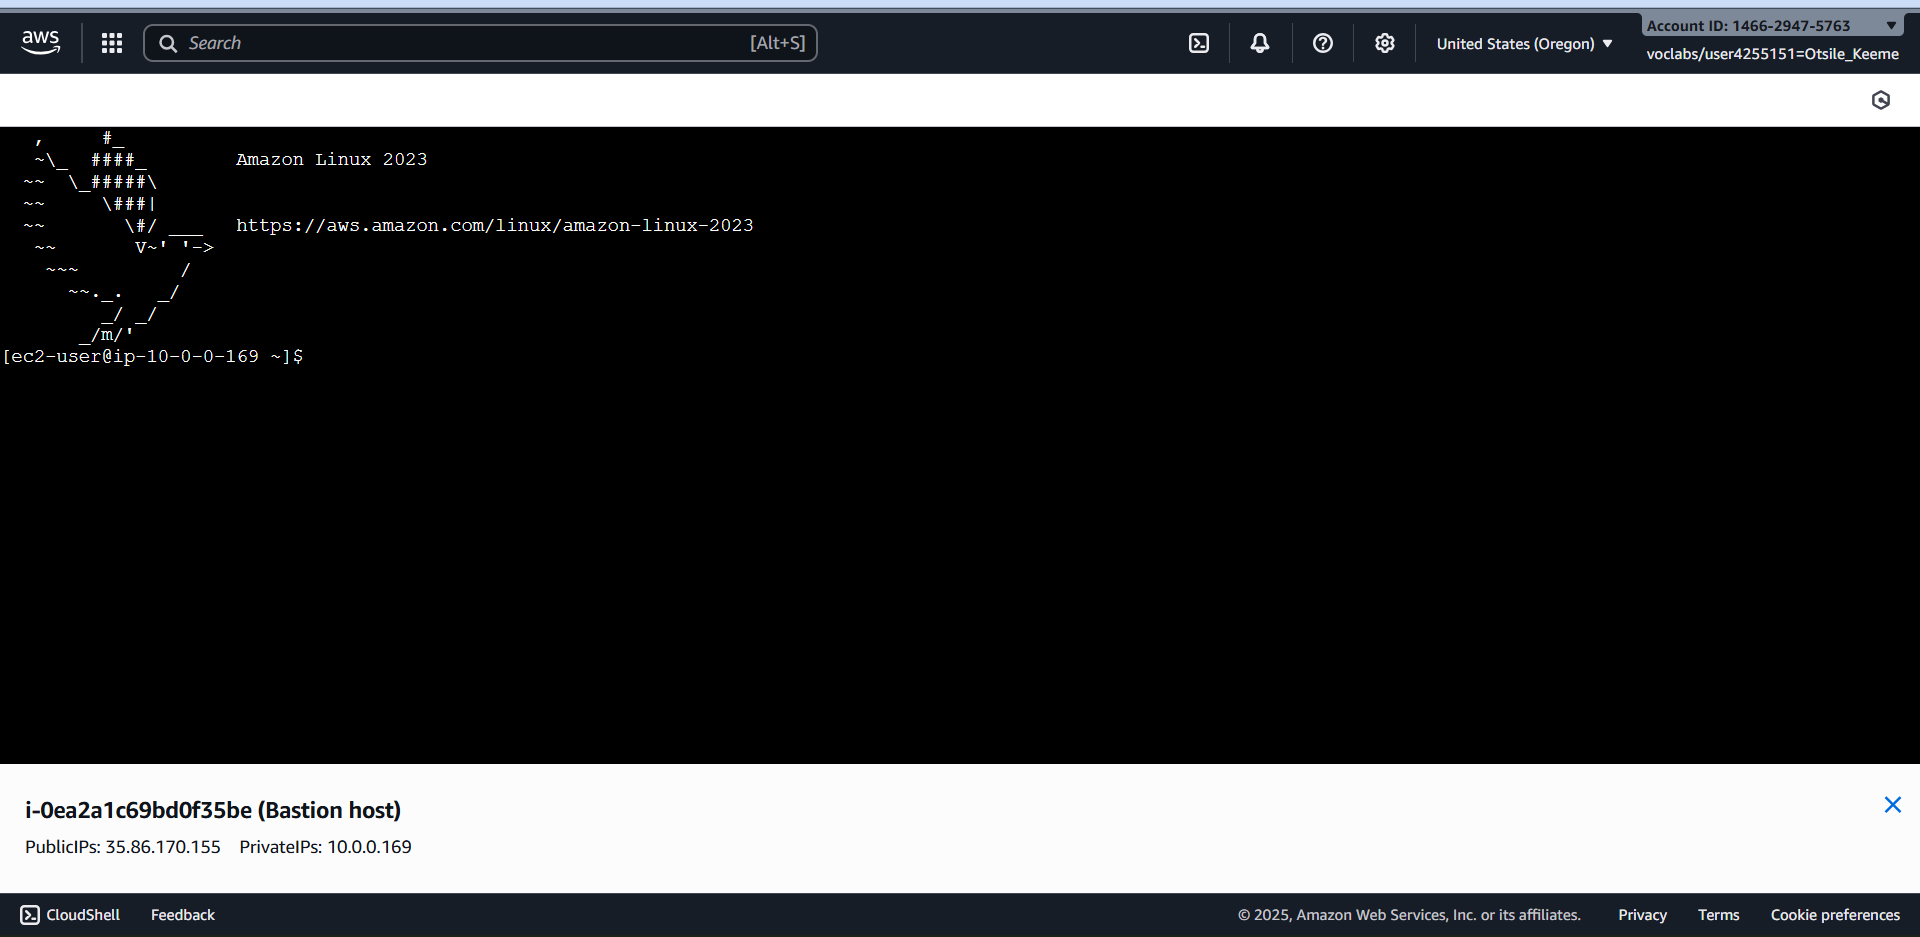 aws
Search [Alt+S]
United States (Oregon)
Account ID: 1466-2947-5763
voclabs/user4255151=Otsile_Keeme
   ,     #_
   ~\_  ####_        Amazon Linux 2023
  ~~  \_#####\
  ~~     \###|
  ~~       \#/ ___   https://aws.amazon.com/linux/amazon-linux-2023
   ~~       V~' '->
    ~~~         /
      ~~._.   _/
         _/ _/
       _/m/'
[ec2-user@ip-10-0-0-169 ~]$
i-0ea2a1c69bd0f35be (Bastion host)
PublicIPs: 35.86.170.155 PrivateIPs: 10.0.0.169
CloudShell Feedback © 2025, Amazon Web Services, Inc. or its affiliates. Privacy Terms Cookie preferences